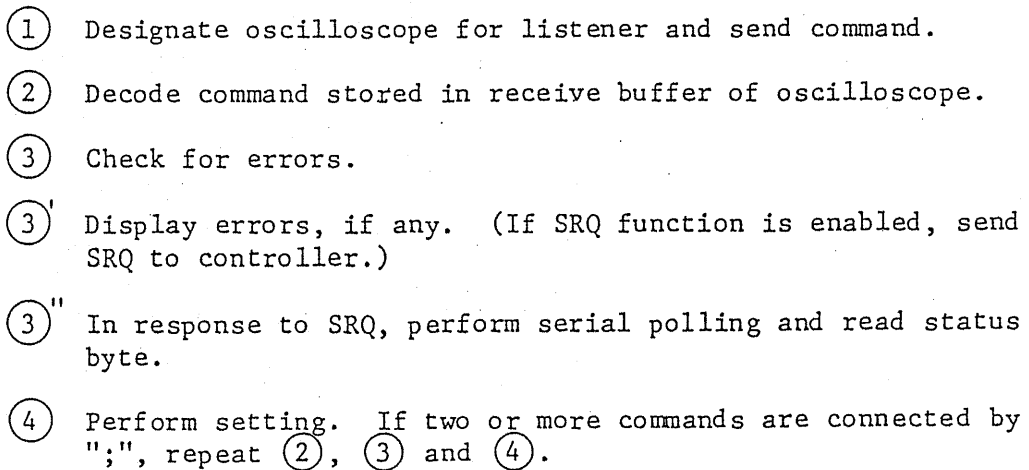 ① Designate oscilloscope for listener and send command.
② Decode command stored in receive buffer of oscilloscope.
③ Check for errors.
③' Display errors, if any. (If SRQ function is enabled, send
SRQ to controller.)
③" In response to SRQ, perform serial polling and read status
byte.
④ Perform setting. If two or more commands are connected by
";", repeat ②, ③ and ④.